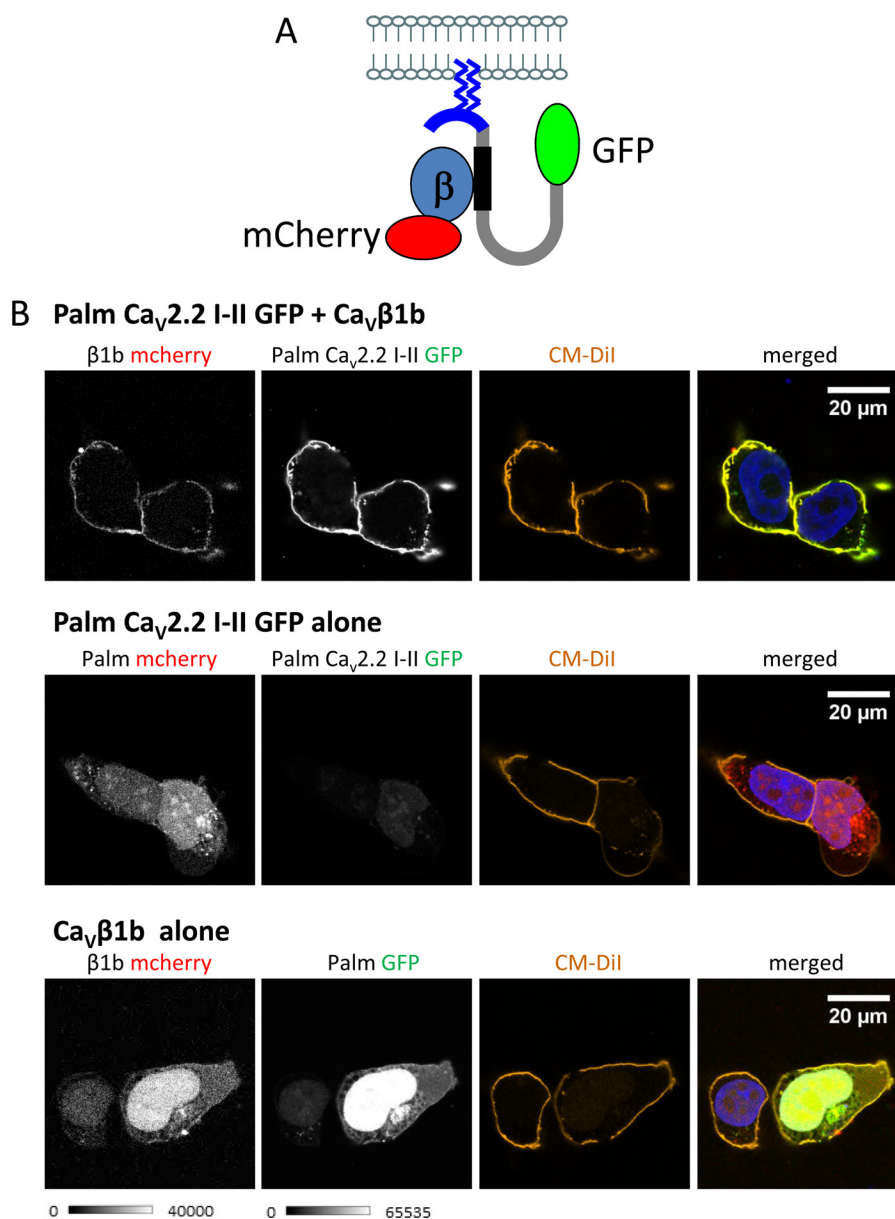 A
β
GFP
mCherry
B Palm CaV2.2 I-II GFP + CaVβ1b
β1b mcherry Palm CaV2.2 I-II GFP CM-DiI merged
20 µm
Palm CaV2.2 I-II GFP alone
Palm mcherry Palm CaV2.2 I-II GFP CM-DiI merged
20 µm
CaVβ1b alone
β1b mcherry Palm GFP CM-DiI merged
20 µm
0 40000 0 65535